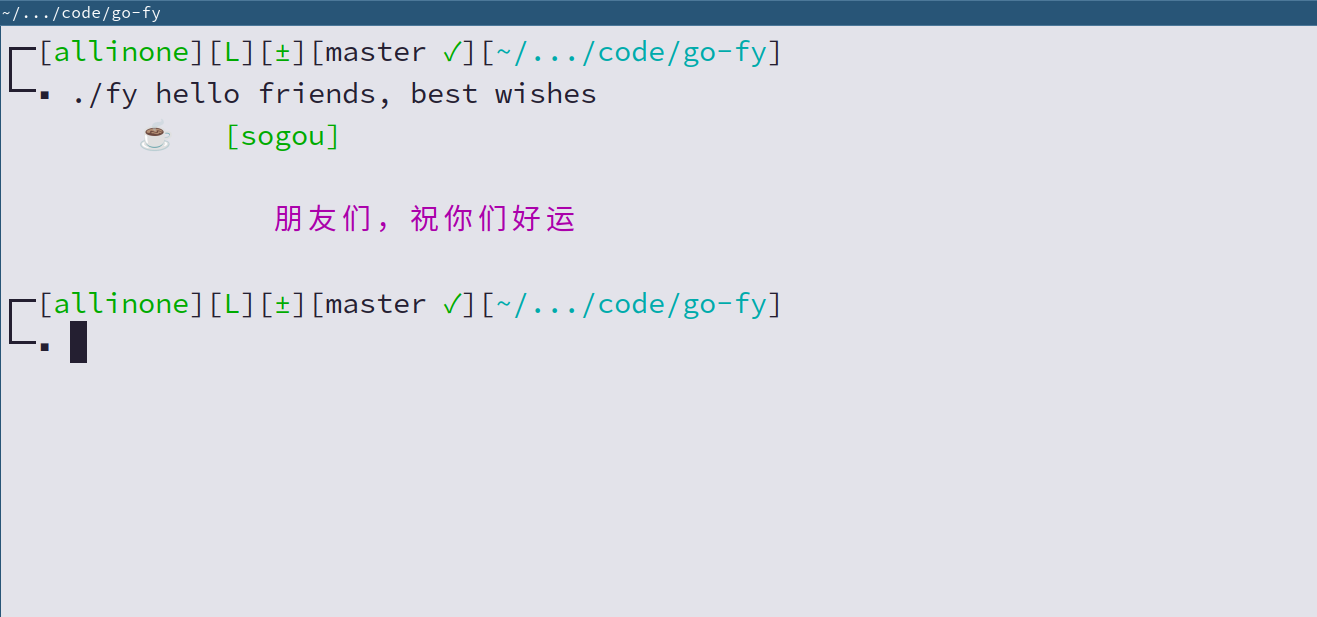 ~/.../code/go-fy
[allinone][L][±][master ✓][~/.../code/go-fy]
./fy hello friends, best wishes
[sogou]
朋友们，祝你们好运
[allinone][L][±][master ✓][~/.../code/go-fy]